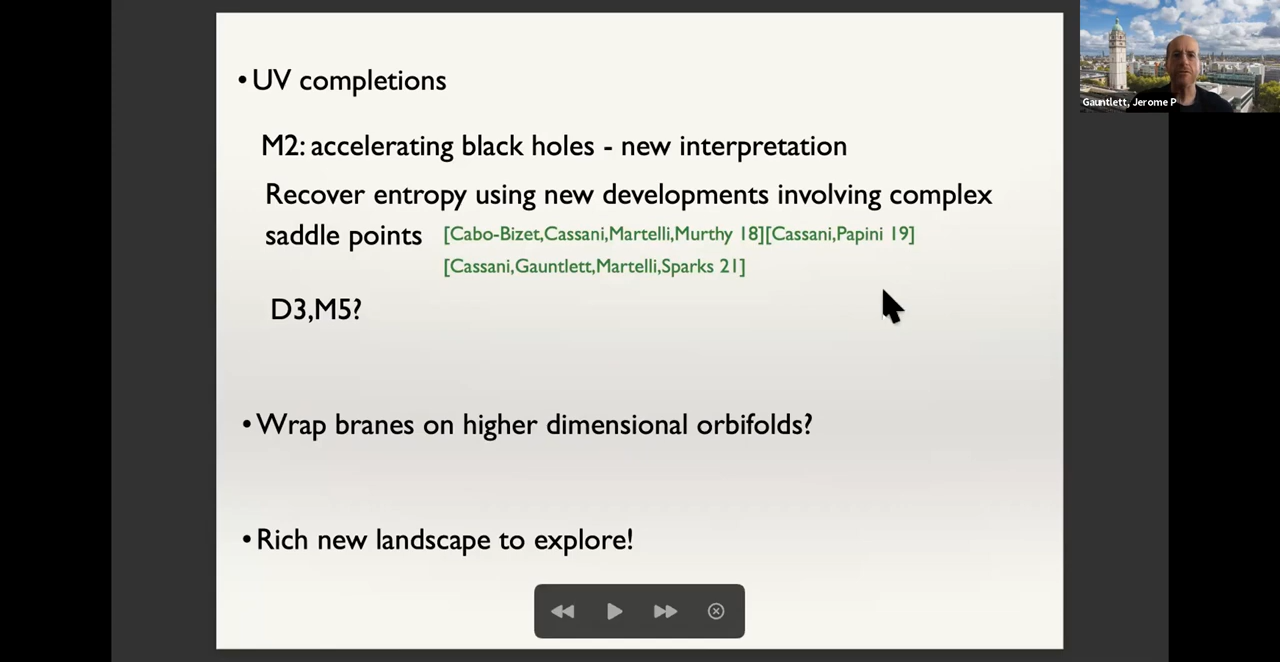 • UV completions
M2: accelerating black holes - new interpretation
Recover entropy using new developments involving complex
saddle points [Cabo-Bizet,Cassani,Martelli,Murthy 18][Cassani,Papini 19]
[Cassani,Gauntlett,Martelli,Sparks 21]
D3,M5?
• Wrap branes on higher dimensional orbifolds?
• Rich new landscape to explore!
Gauntlett, Jerome P